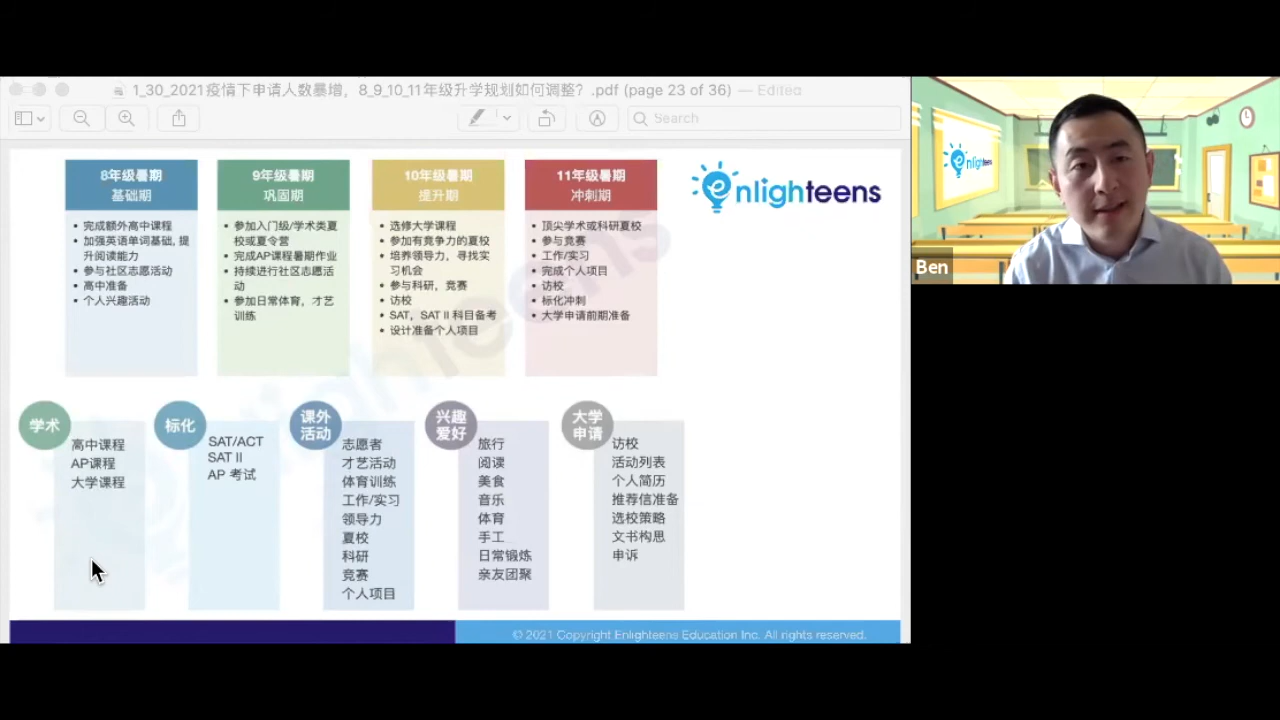 1_30_2021疫情下申请人数暴增，8_9_10_11年级升学规划如何调整？.pdf (page 23 of 36) — Edited
Search
8年级暑期
基础期
完成额外高中课程
加强英语单词基础, 提
升阅读能力
参与社区志愿活动
高中准备
个人兴趣活动
9年级暑期
巩固期
参加入门级/学术类夏
校或夏令营
完成AP课程暑期作业
持续进行社区志愿活
动
参加日常体育，才艺
训练
10年级暑期
提升期
选修大学课程
参加有竞争力的夏校
培养领导力，寻找实
习机会
参与科研，竞赛
访校
SAT，SAT II 科目备考
设计准备个人项目
11年级暑期
冲刺期
顶尖学术或科研夏校
参与竞赛
工作/实习
完成个人项目
访校
标化冲刺
大学申请前期准备
enlighteens
学术
高中课程
AP课程
大学课程
标化
SAT/ACT
SAT II
AP 考试
课外
活动
志愿者
才艺活动
体育训练
工作/实习
领导力
夏校
科研
竞赛
个人项目
兴趣
爱好
旅行
阅读
美食
音乐
体育
手工
日常锻炼
亲友团聚
大学
申请
访校
活动列表
个人简历
推荐信准备
选校策略
文书构思
申诉
© 2021 Copyright Enlighteens Education Inc. All rights reserved.
enlighteens
Ben